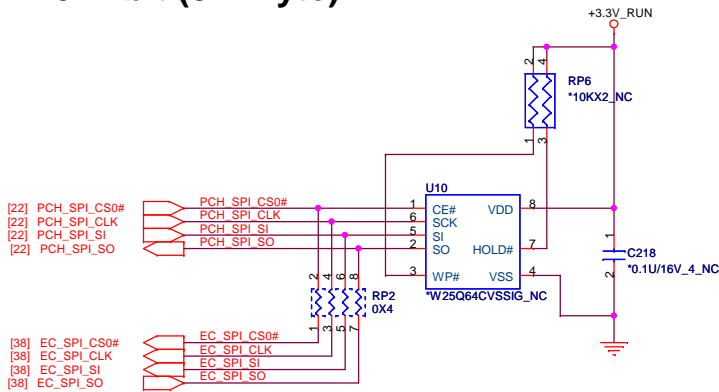 +3.3V_RUN
2
4
RP6
*10KX2_NC
1
3
U10
[22] PCH_SPI_CS0# PCH_SPI_CS0# 1 CE# VDD 8
[22] PCH_SPI_CLK PCH_SPI_CLK 6 SCK
[22] PCH_SPI_SI PCH_SPI_SI 5 SI
[22] PCH_SPI_SO PCH_SPI_SO 2 SO HOLD# 7
3 WP# VSS 4
*W25Q64CVSSIG_NC
1
C218
*0.1U/16V_4_NC
2
2 4 6 8
RP2
0X4
1 3 5 7
[38] EC_SPI_CS0# EC_SPI_CS0#
[38] EC_SPI_CLK EC_SPI_CLK
[38] EC_SPI_SI EC_SPI_SI
[38] EC_SPI_SO EC_SPI_SO